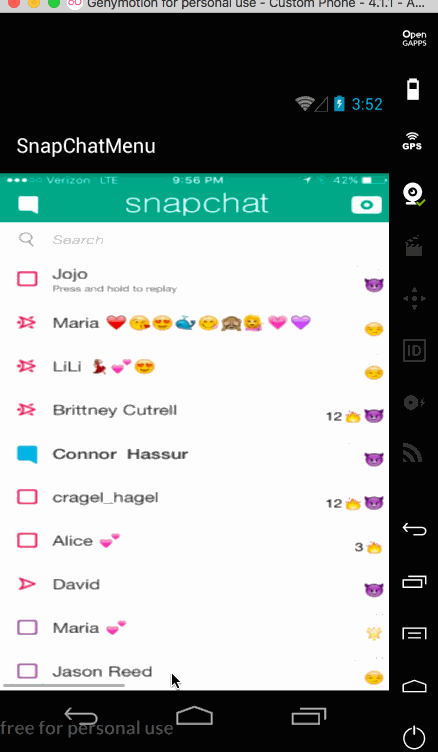 Genymotion for personal use - Custom Phone - 4.1.1 - A...
Open
GAPPS
3:52
GPS
SnapChatMenu
Verizon LTE 9:56 PM 42%
snapchat
Search
Jojo
Press and hold to replay
Maria ❤️😘😍🐳😋🙈🙆💗💜
LiLi 💃💕😍
ID
Brittney Cutrell 12🔥😈
Connor Hassur
cragel_hagel 12🔥😈
Alice 💕 3🔥
David
Maria 💕
Jason Reed
free for personal use